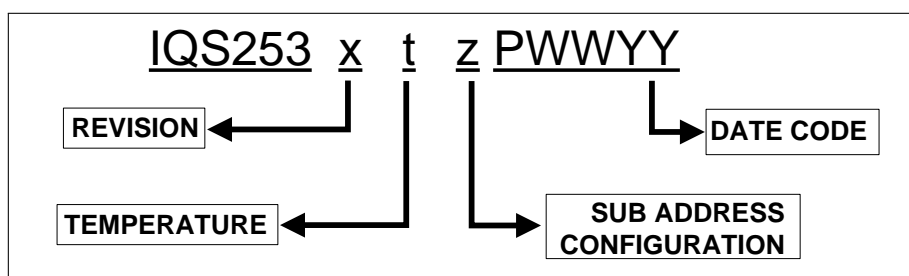 IQS253 x t z PWWYY
REVISION
DATE CODE
TEMPERATURE
SUB ADDRESS
CONFIGURATION